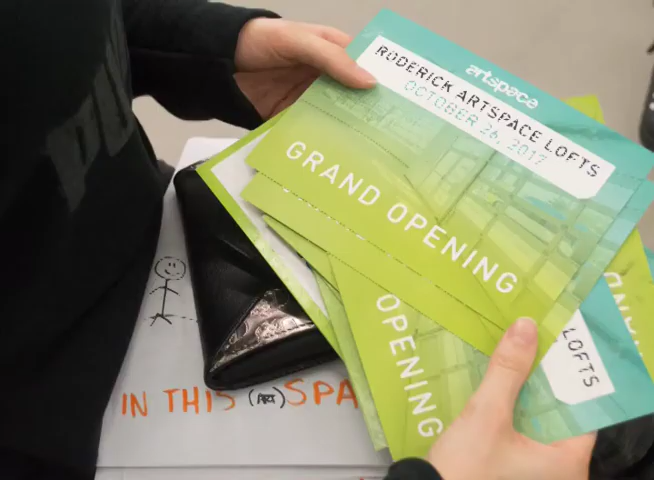 artspace
RODERICK ARTSPACE LOFTS
OCTOBER 26, 2017
GRAND OPENING
LOFTS
OPENING
IN THIS (ART) SPA